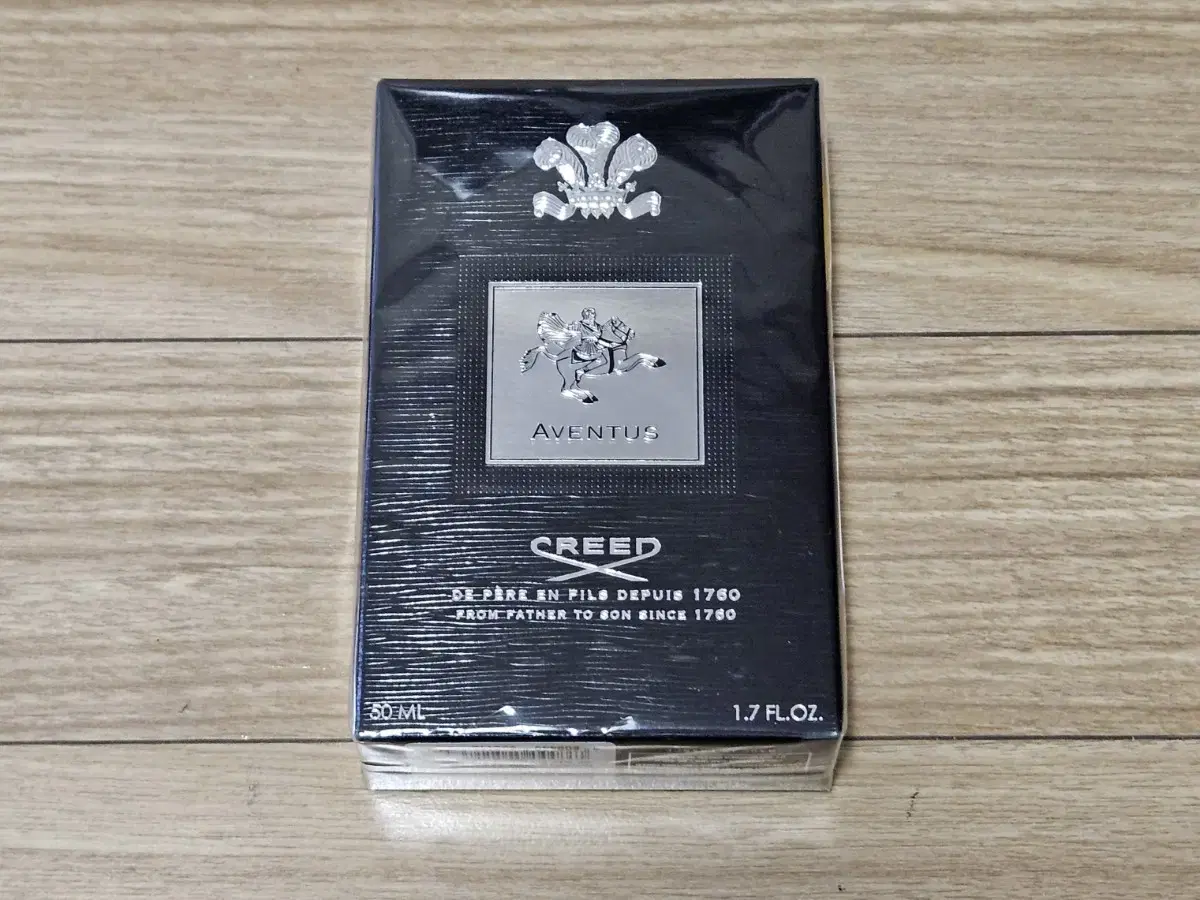 AVENTUS
CREED
DE PÈRE EN FILS DEPUIS 1760
FROM FATHER TO SON SINCE 1760
50 ML
1.7 FL.OZ.